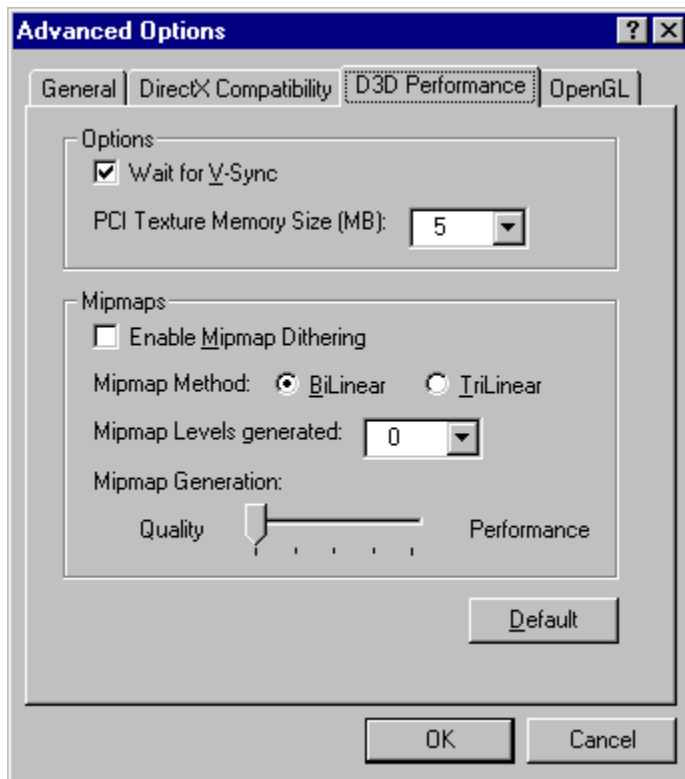 Advanced Options
General DirectX Compatibility D3D Performance OpenGL
Options
Wait for V-Sync
PCI Texture Memory Size (MB): 5
Mipmaps
Enable Mipmap Dithering
Mipmap Method: BiLinear TriLinear
Mipmap Levels generated: 0
Mipmap Generation:
Quality Performance
Default
OK Cancel